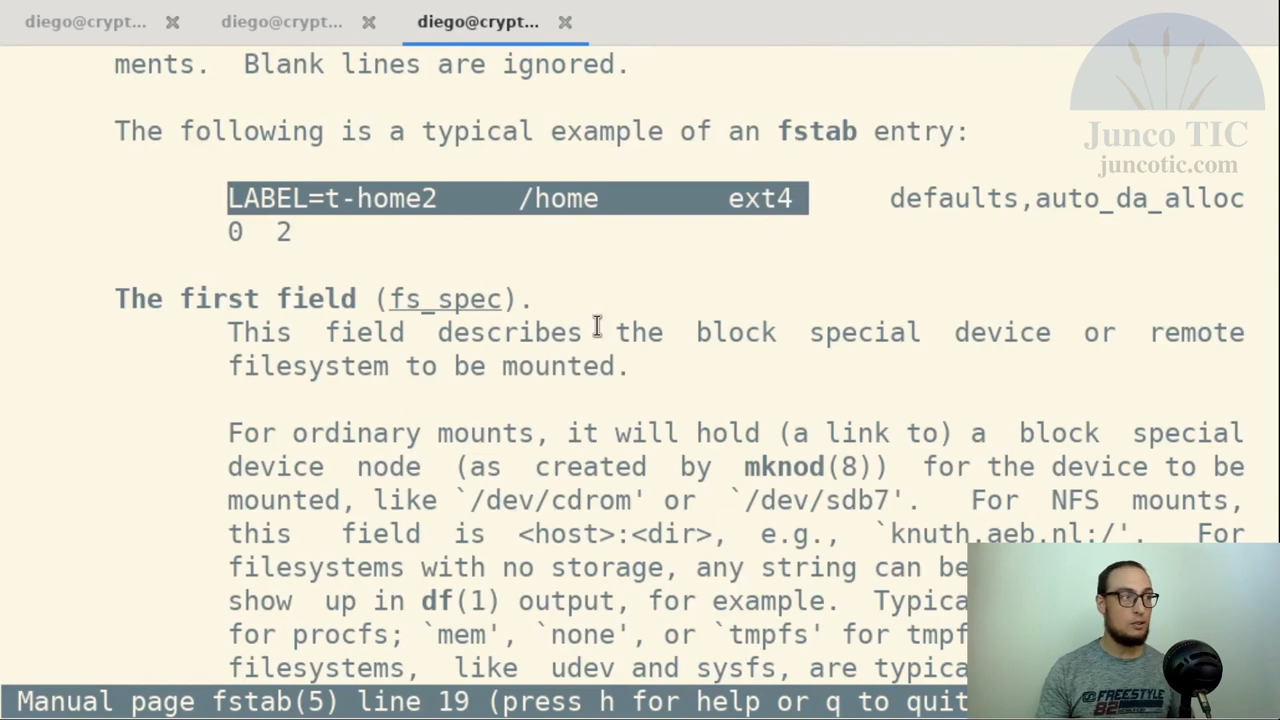 diego@crypt... diego@crypt... diego@crypt...
ments. Blank lines are ignored.
Junco TIC
juncotic.com
The following is a typical example of an fstab entry:
LABEL=t-home2 /home ext4 defaults,auto_da_alloc
0 2
The first field (fs_spec).
This field describes the block special device or remote
filesystem to be mounted.
For ordinary mounts, it will hold (a link to) a block special
device node (as created by mknod(8)) for the device to be
mounted, like `/dev/cdrom' or `/dev/sdb7'. For NFS mounts,
this field is <host>:<dir>, e.g., `knuth.aeb.nl:/'. For
filesystems with no storage, any string can be
show up in df(1) output, for example. Typica
for procfs; `mem', `none', or `tmpfs' for tmpf
filesystems, like udev and sysfs, are typica
Manual page fstab(5) line 19 (press h for help or q to quit
FREESTYLE
82